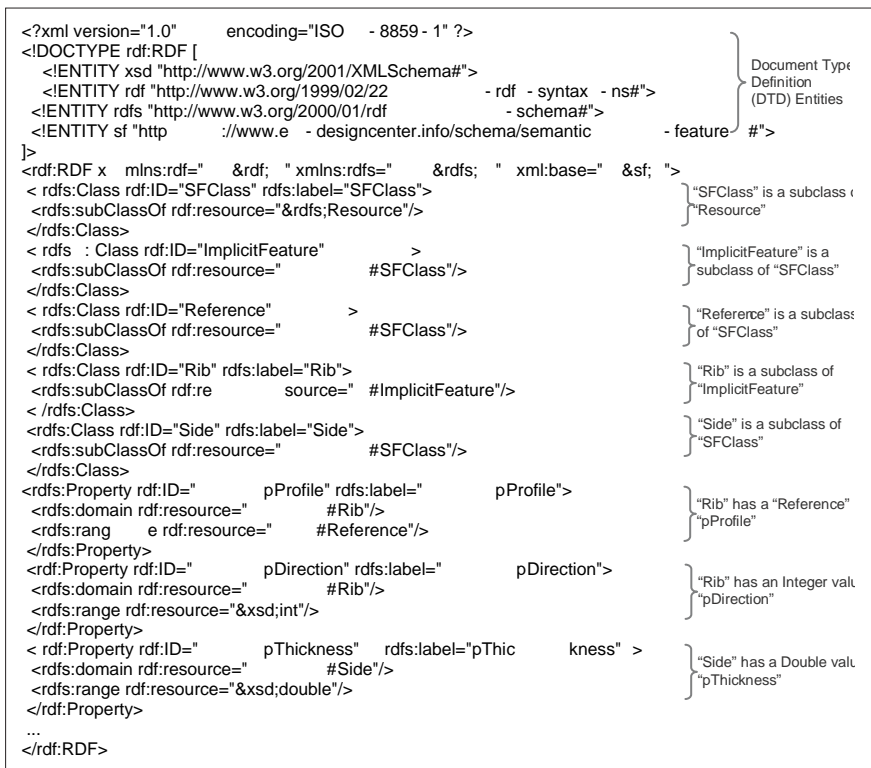 <?xml version="1.0" encoding="ISO - 8859 - 1" ?>
<!DOCTYPE rdf:RDF [
<!ENTITY xsd "http://www.w3.org/2001/XMLSchema#">
<!ENTITY rdf "http://www.w3.org/1999/02/22 - rdf - syntax - ns#">
<!ENTITY rdfs "http://www.w3.org/2000/01/rdf - schema#">
<!ENTITY sf "http ://www.e - designcenter.info/schema/semantic - feature #">
]>
Document Type
Definition
(DTD) Entities
<rdf:RDF x mlns:rdf=" &rdf; " xmlns:rdfs=" &rdfs; " xml:base=" &sf; ">
< rdfs:Class rdf:ID="SFClass" rdfs:label="SFClass">
<rdfs:subClassOf rdf:resource="&rdfs;Resource"/>
</rdfs:Class>
"SFClass" is a subclass
"Resource"
< rdfs : Class rdf:ID="ImplicitFeature" >
<rdfs:subClassOf rdf:resource=" #SFClass"/>
</rdfs:Class>
"ImplicitFeature" is a
subclass of "SFClass"
< rdfs:Class rdf:ID="Reference" >
<rdfs:subClassOf rdf:resource=" #SFClass"/>
</rdfs:Class>
"Reference" is a subclass
of "SFClass"
< rdfs:Class rdf:ID="Rib" rdfs:label="Rib">
<rdfs:subClassOf rdf:re source=" #ImplicitFeature"/>
< /rdfs:Class>
"Rib" is a subclass of
"ImplicitFeature"
<rdfs:Class rdf:ID="Side" rdfs:label="Side">
<rdfs:subClassOf rdf:resource=" #SFClass"/>
</rdfs:Class>
"Side" is a subclass of
"SFClass"
<rdfs:Property rdf:ID=" pProfile" rdfs:label=" pProfile">
<rdfs:domain rdf:resource=" #Rib"/>
<rdfs:rang e rdf:resource=" #Reference"/>
</rdfs:Property>
"Rib" has a "Reference"
"pProfile"
<rdf:Property rdf:ID=" pDirection" rdfs:label=" pDirection">
<rdfs:domain rdf:resource=" #Rib"/>
<rdfs:range rdf:resource="&xsd;int"/>
</rdf:Property>
"Rib" has an Integer valu
"pDirection"
< rdf:Property rdf:ID=" pThickness" rdfs:label="pThic kness" >
<rdfs:domain rdf:resource=" #Side"/>
<rdfs:range rdf:resource="&xsd;double"/>
</rdf:Property>
"Side" has a Double valu
"pThickness"
...
</rdf:RDF>